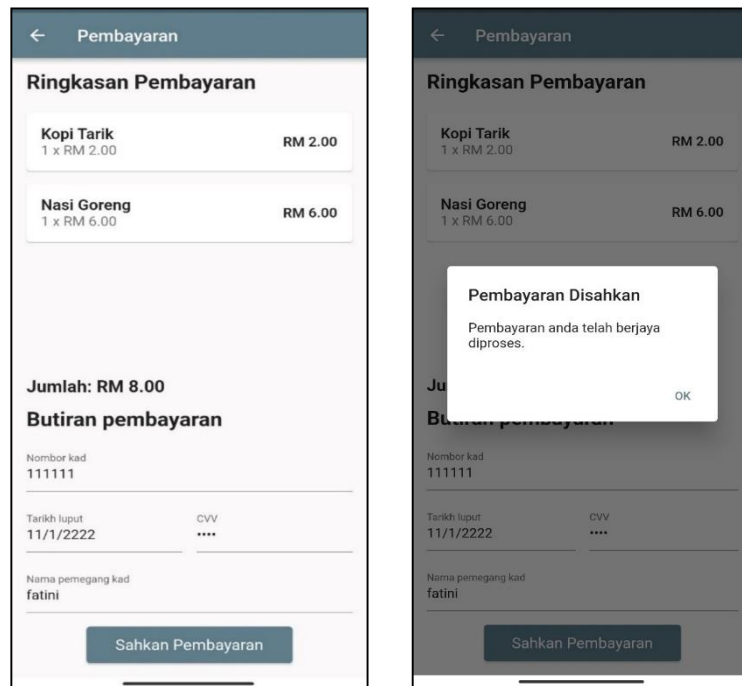 Pembayaran
Ringkasan Pembayaran
Kopi Tarik
1 x RM 2.00
RM 2.00
Nasi Goreng
1 x RM 6.00
RM 6.00
Jumlah: RM 8.00
Butiran pembayaran
Nombor kad
111111
Tarikh luput
11/1/2222
CVV
••••
Nama pemegang kad
fatini
Sahkan Pembayaran
Pembayaran
Ringkasan Pembayaran
Kopi Tarik
1 x RM 2.00
RM 2.00
Nasi Goreng
1 x RM 6.00
RM 6.00
Pembayaran Disahkan
Pembayaran anda telah berjaya
diproses.
OK
Ju
Butiran pembayaran
Nombor kad
111111
Tarikh luput
11/1/2222
CVV
••••
Nama pemegang kad
fatini
Sahkan Pembayaran